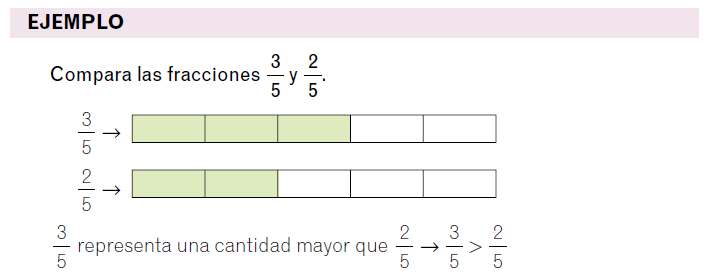 EJEMPLO
Compara las fracciones 3/5 y 2/5.
3/5 →
2/5 →
3/5 representa una cantidad mayor que 2/5 → 3/5 > 2/5